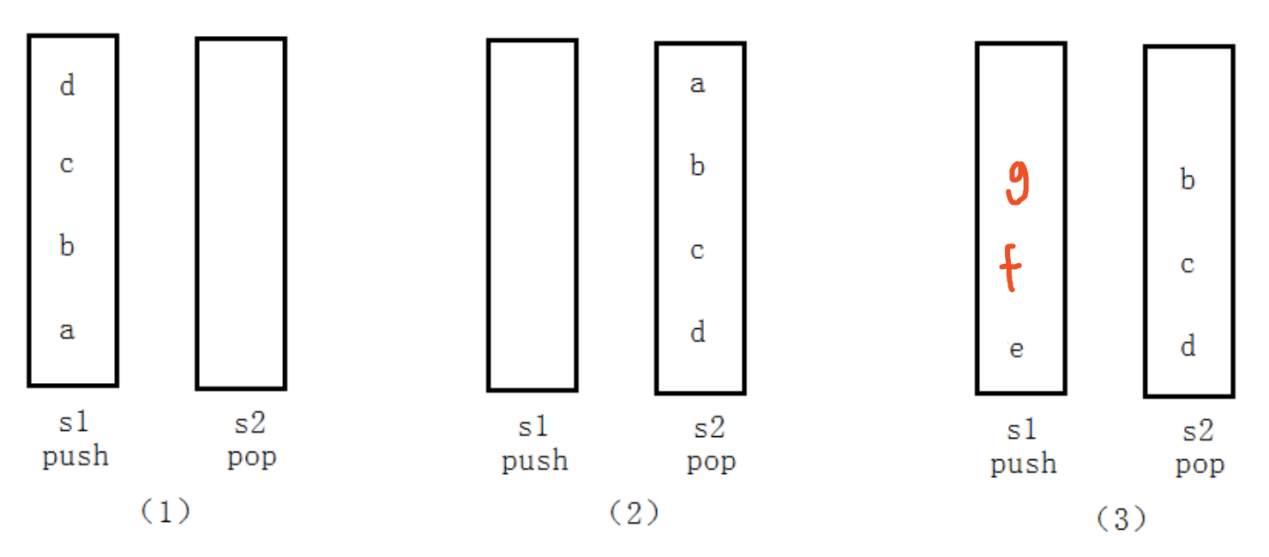 d
c
b
a
s1
push
s2
pop
(1)
a
b
c
d
s1
push
s2
pop
(2)
g
f
e
b
c
d
s1
push
s2
pop
(3)